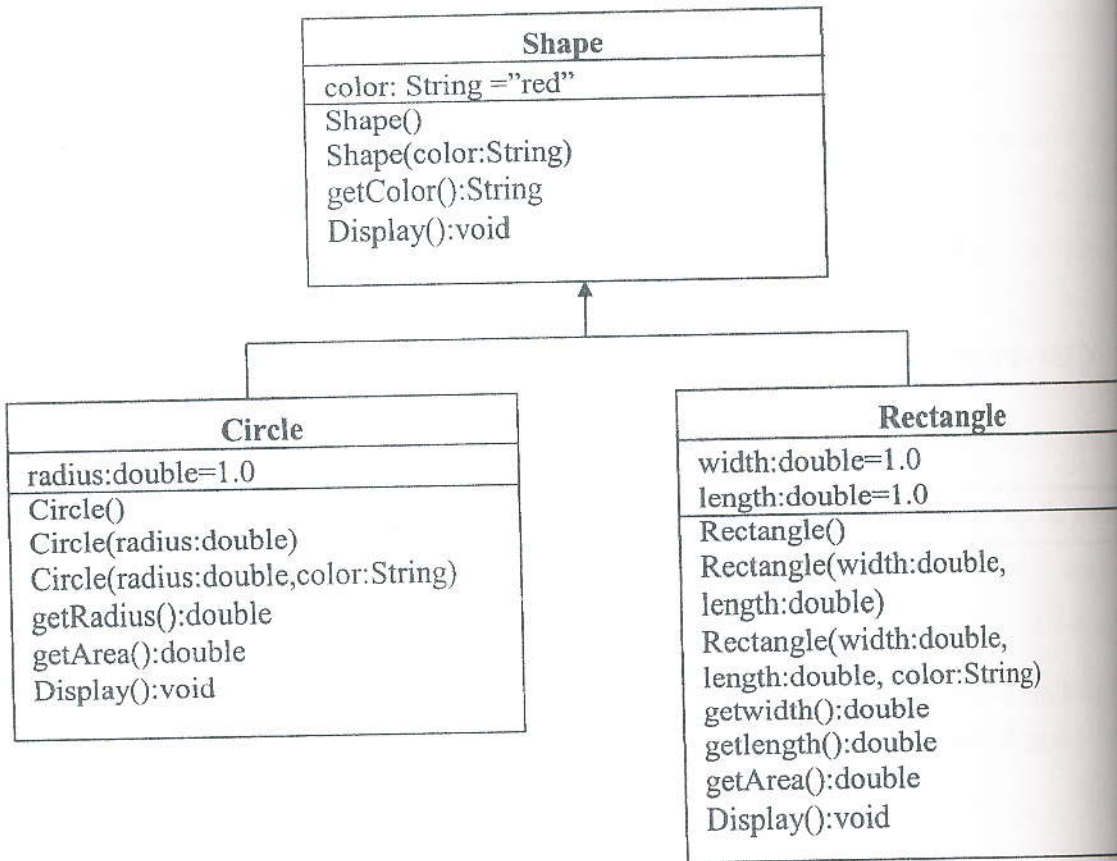 Shape
color: String =”red”
Shape()
Shape(color:String)
getColor():String
Display():void
Circle
radius:double=1.0
Circle()
Circle(radius:double)
Circle(radius:double,color:String)
getRadius():double
getArea():double
Display():void
Rectangle
width:double=1.0
length:double=1.0
Rectangle()
Rectangle(width:double,
length:double)
Rectangle(width:double,
length:double, color:String)
getwidth():double
getlength():double
getArea():double
Display():void